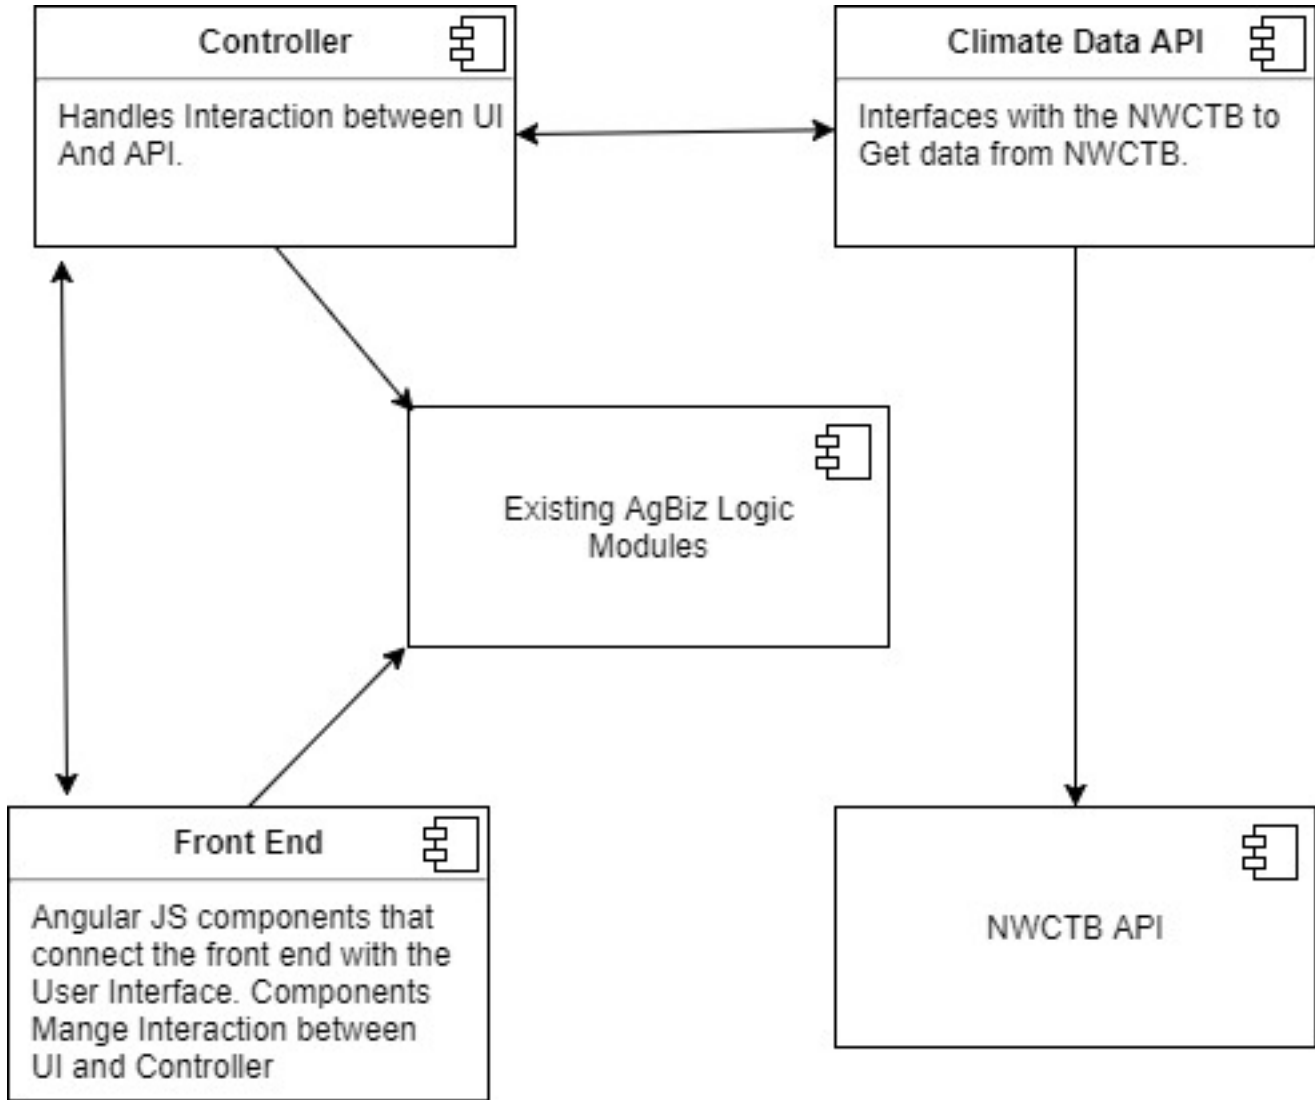 Controller
Handles Interaction between UI
And API.
Climate Data API
Interfaces with the NWCTB to
Get data from NWCTB.
Existing AgBiz Logic
Modules
Front End
Angular JS components that
connect the front end with the
User Interface. Components
Mange Interaction between
UI and Controller
NWCTB API